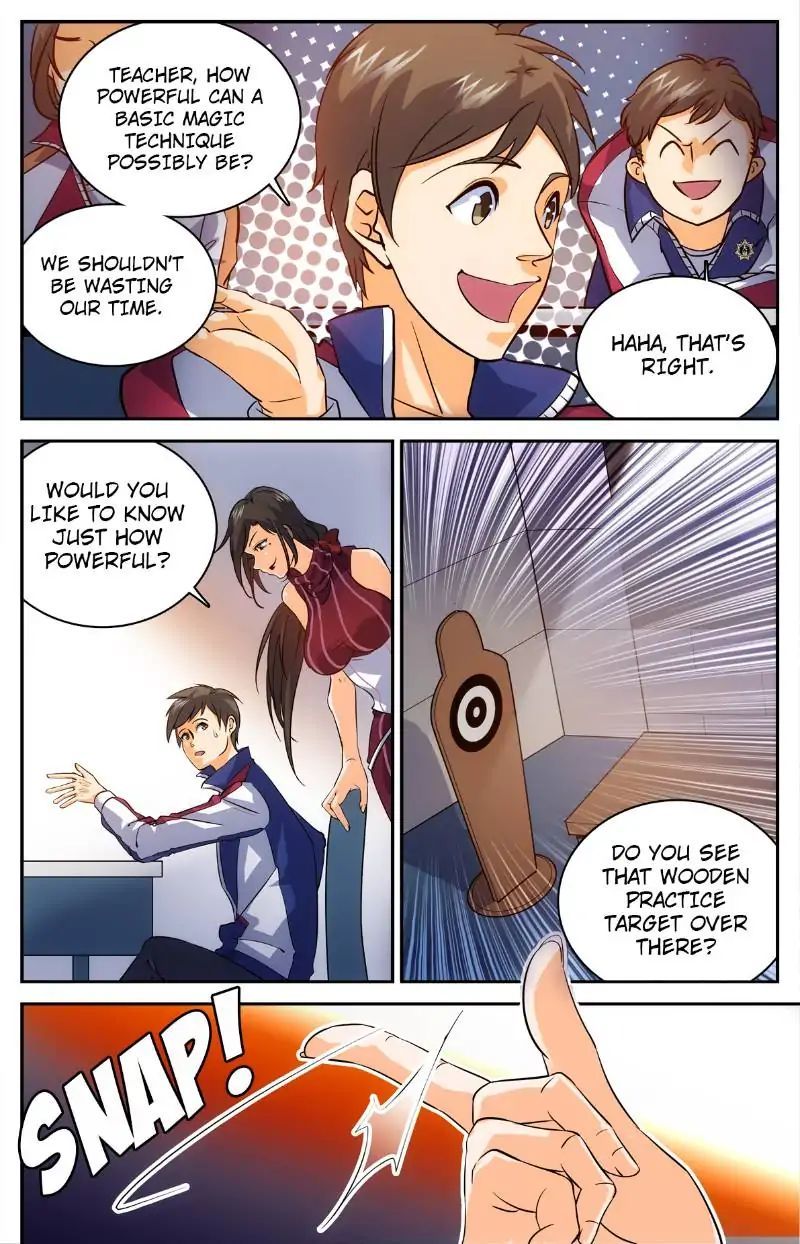 TEACHER, HOW
POWERFUL CAN A
BASIC MAGIC
TECHNIQUE
POSSIBLY BE?
WE SHOULDN'T
BE WASTING
OUR TIME.
HAHA, THAT'S
RIGHT.
WOULD YOU
LIKE TO KNOW
JUST HOW
POWERFUL?
DO YOU SEE
THAT WOODEN
PRACTICE
TARGET OVER
THERE?
SNAP!